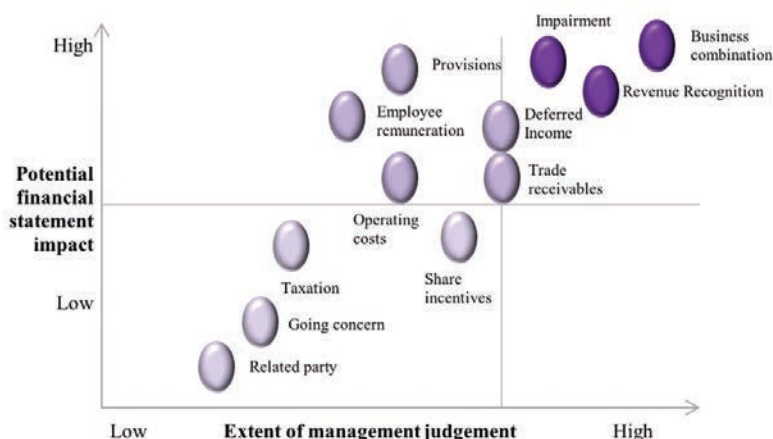 Impairment
High
Business
combination
Provisions
Revenue Recognition
Employee
remuneration
Deferred
Income
Potential
financial
statement
impact
Trade
receivables
Operating
costs
Share
incentives
Taxation
Low
Going concern
Related party
Low
Extent of management judgement
High